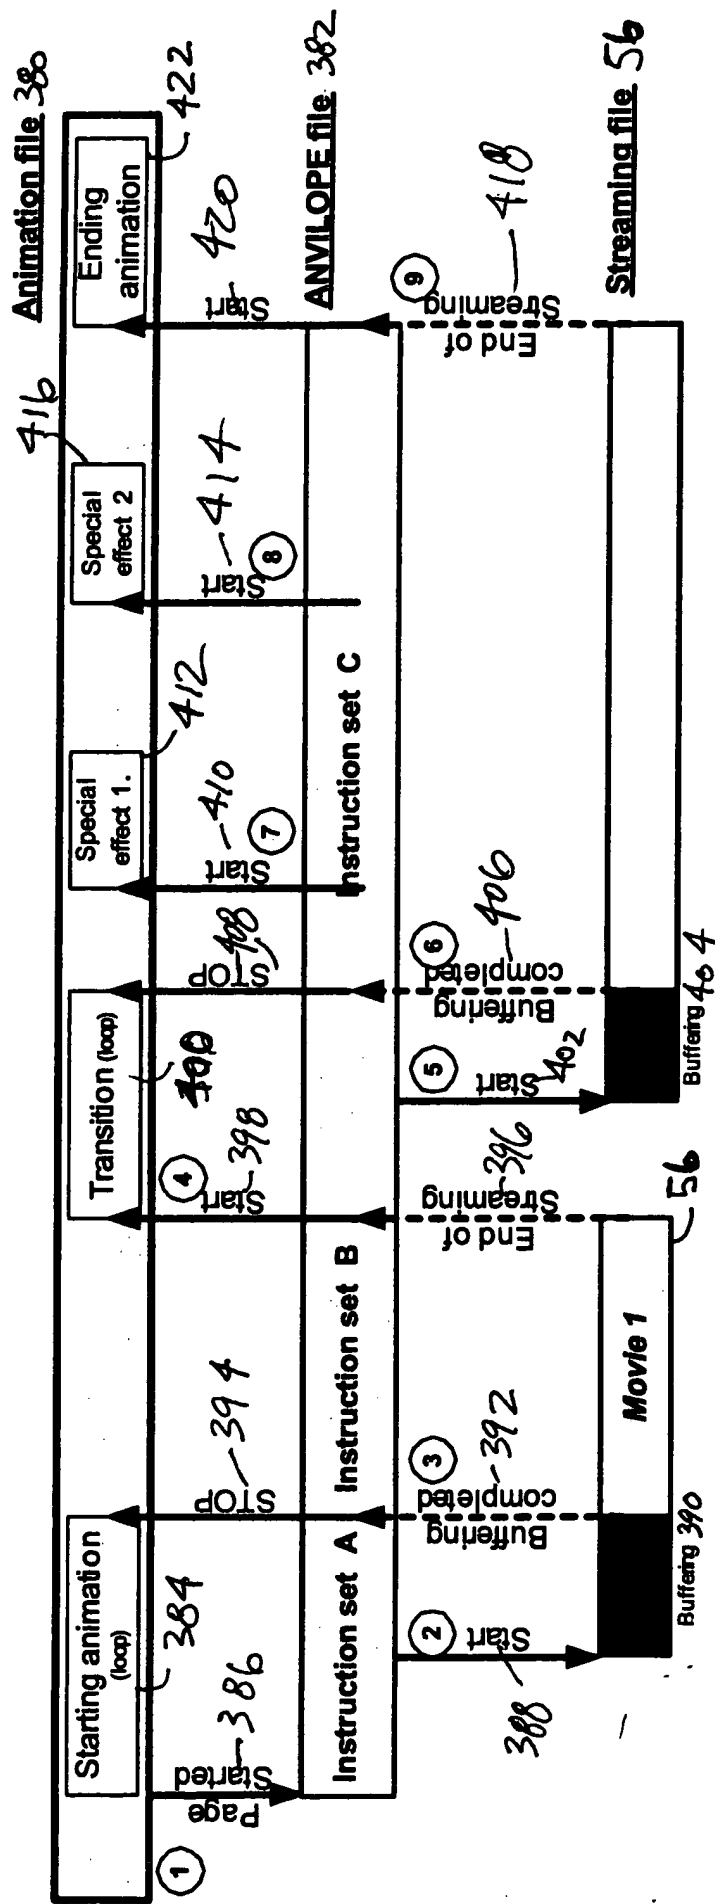 Animation file 380
Starting animation
(loop)
384
Transition (loop)
400
Special
effect 1.
412
Special
effect 2
416
Ending
animation
422
1
Page
Started
386
STOP
394
4
Start
398
STOP
408
Start
410
7
Start
414
8
Start
420
ANVILOPE file 382
Instruction set A
Instruction set B
Instruction set C
2
Start
388
Buffering
completed
3
392
End of
Streaming
396
5
Start
402
Buffering
completed
6
406
End of
Streaming
9
418
Streaming file 56
Buffering 390
Movie 1
56
Buffering 404